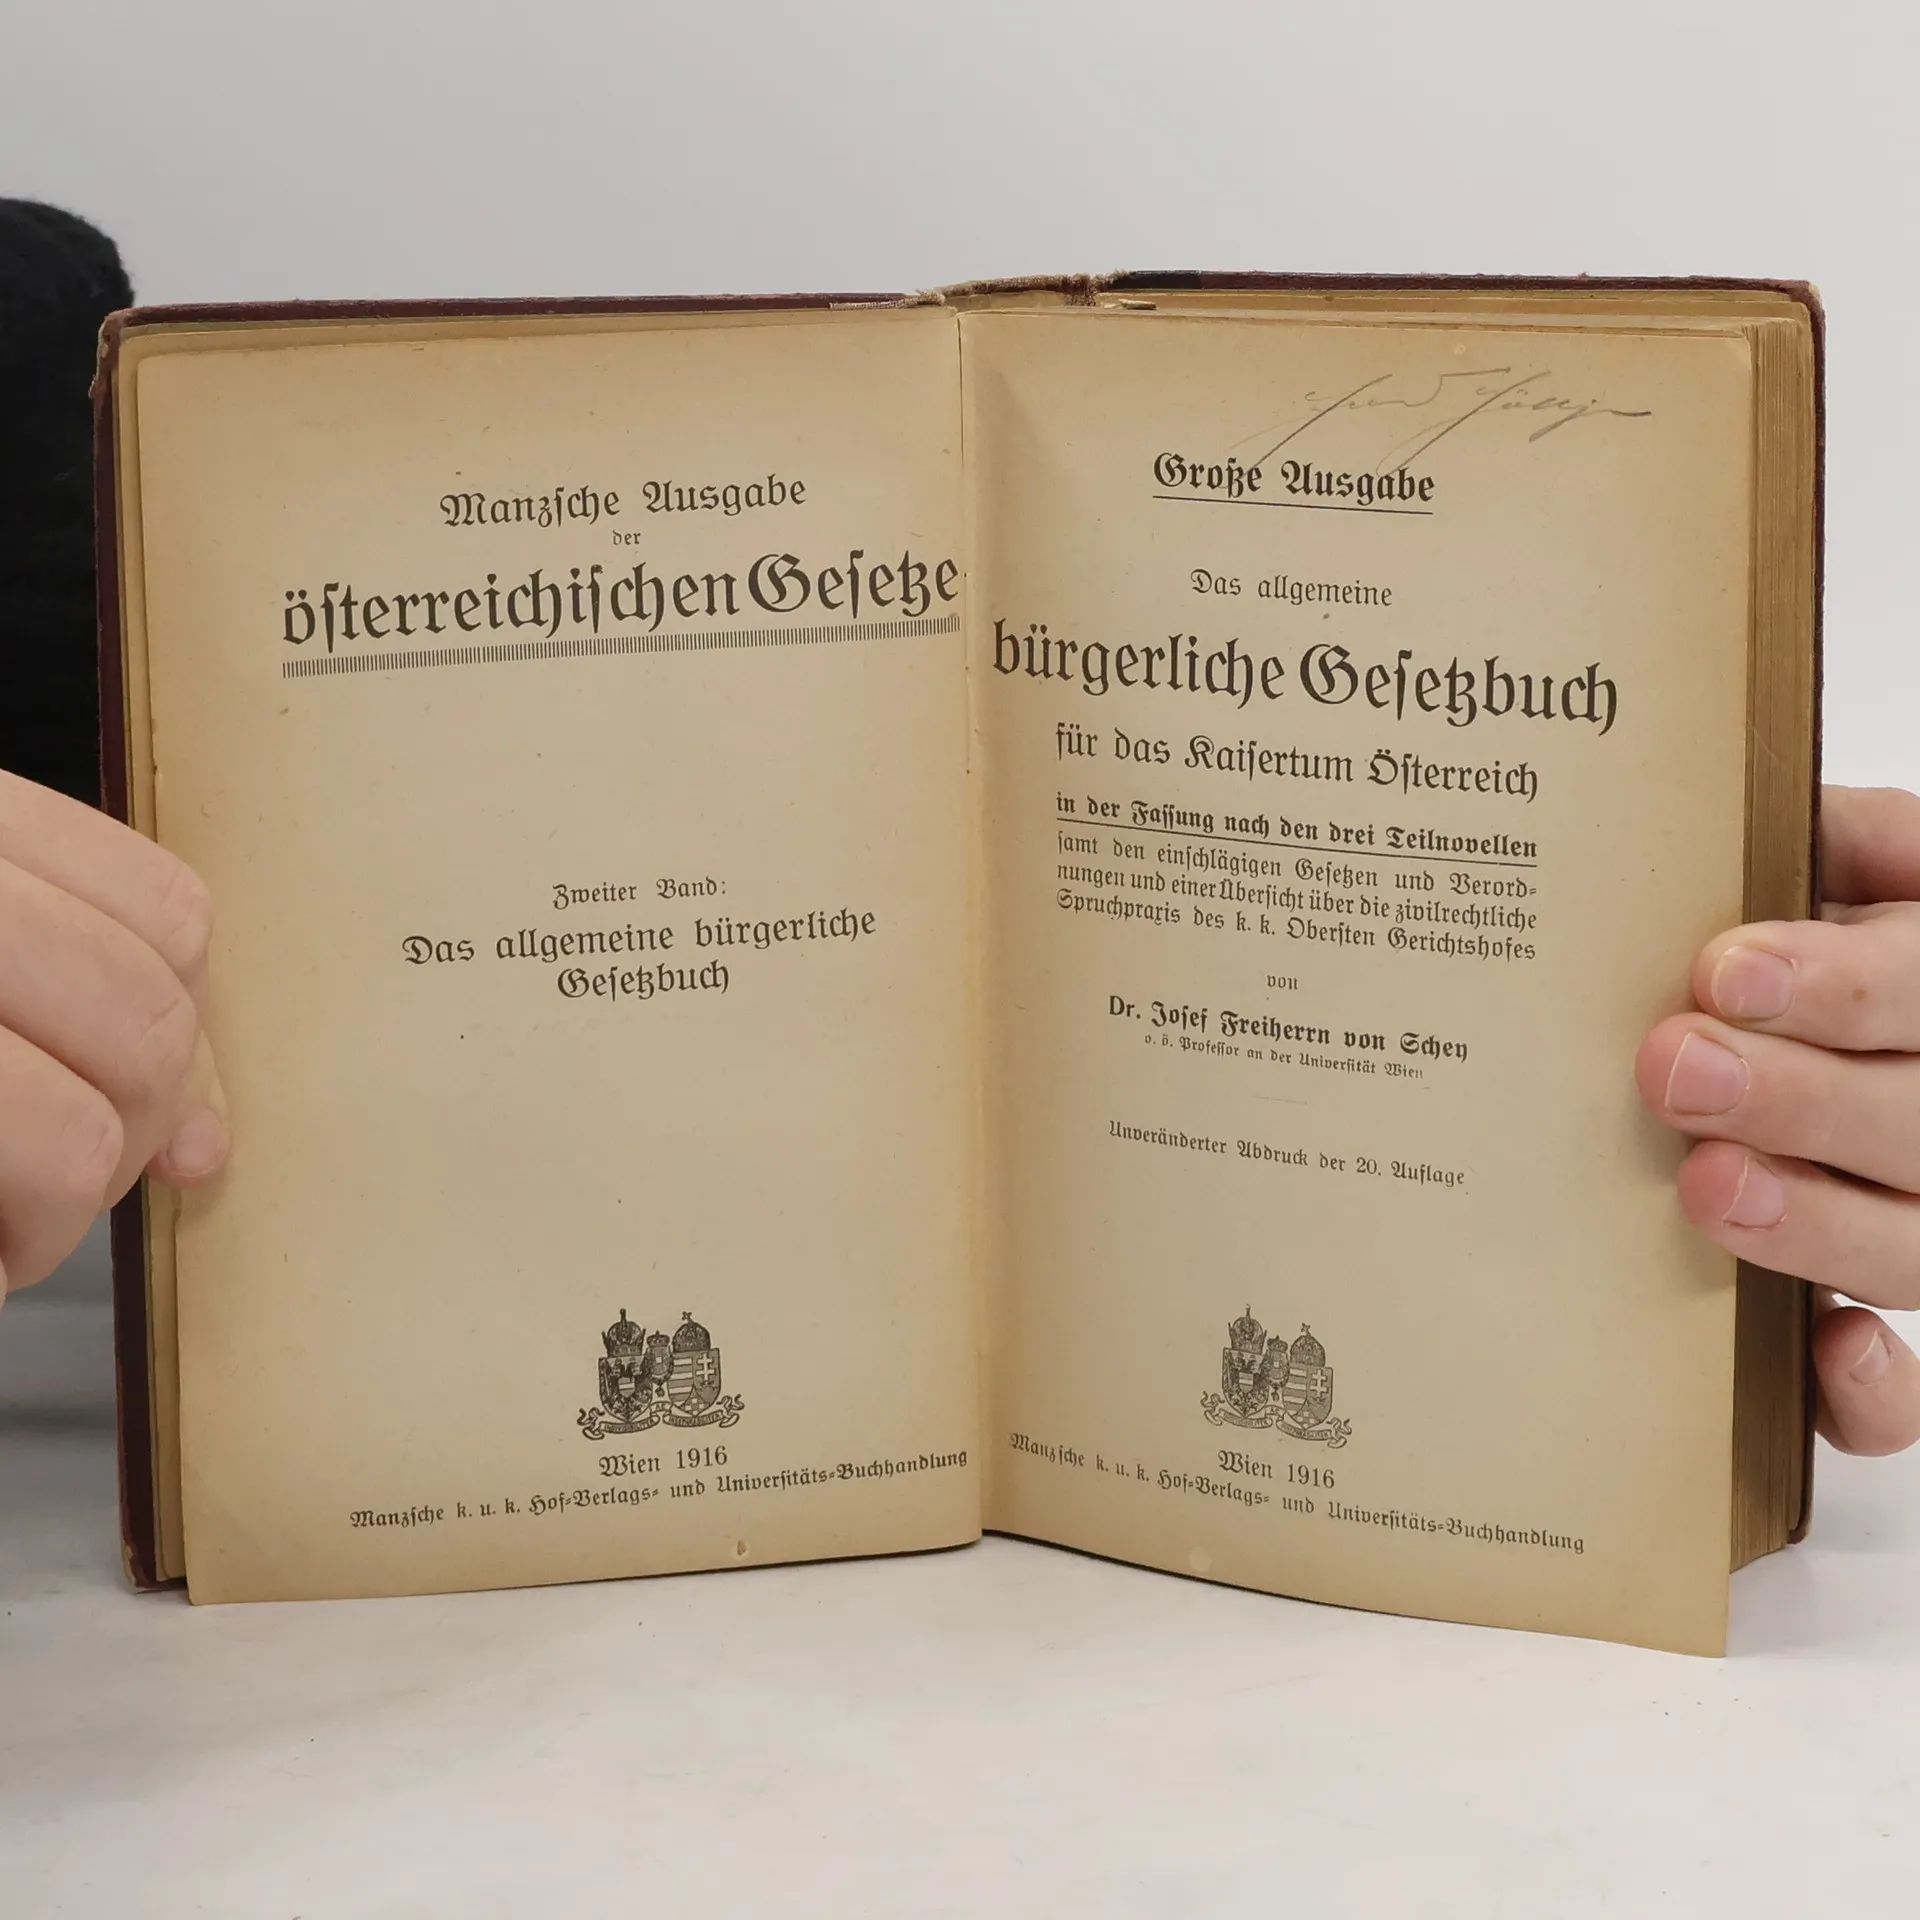 Manzsche Ausgabe
der
österreichischen Gesetze
Zweiter Band:
Das allgemeine bürgerliche
Gesetzbuch
Wien 1916
Manzsche k. u. k. Hof-Verlags- und Universitäts-Buchhandlung
Große Ausgabe
Das allgemeine
bürgerliche Gesetzbuch
für das Kaisertum Österreich
in der Fassung nach den drei Teilnovellen
samt den einschlägigen Gesetzen und Verord-
nungen und einer Übersicht über die zivilrechtliche
Spruchpraxis des k. k. Obersten Gerichtshofes
von
Dr. Josef Freiherrn von Schey
o. ö. Professor an der Universität Wien
Unveränderter Abdruck der 20. Auflage
Wien 1916
Manzsche k. u. k. Hof-Verlags- und Universitäts-Buchhandlung